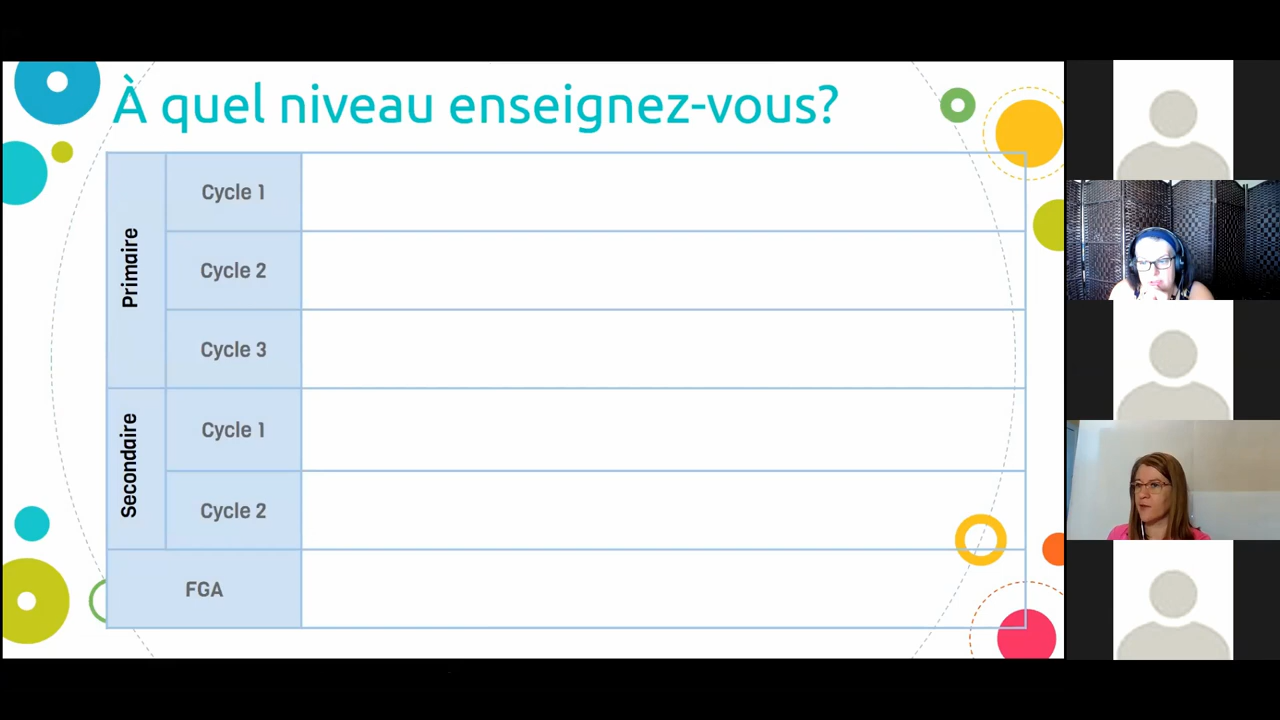 À quel niveau enseignez-vous?
Primaire
Cycle 1
Cycle 2
Cycle 3
Secondaire
Cycle 1
Cycle 2
FGA